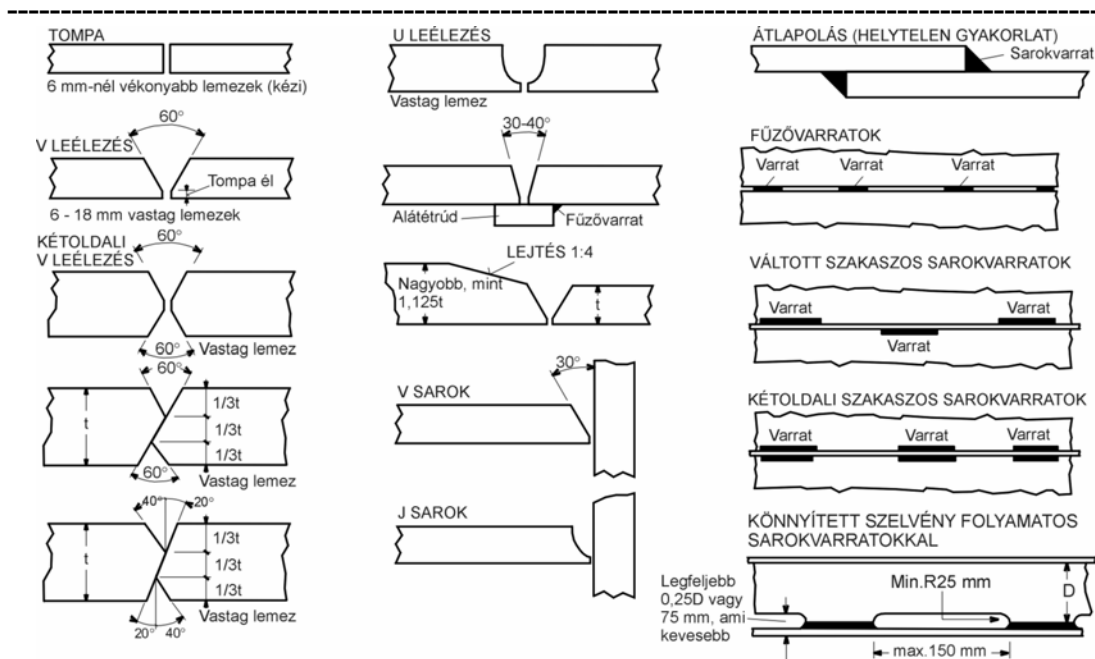 TOMPA
6 mm-nél vékonyabb lemezek (kézi)
60°
V LEÉLEZÉS
Tompa él
6 - 18 mm vastag lemezek
KÉTOLDALI
V LEÉLEZÉS
60°
60°
Vastag lemez
60°
t
1/3t
1/3t
1/3t
60°
Vastag lemez
40°
20°
t
1/3t
1/3t
1/3t
20°
40°
Vastag lemez
U LEÉLEZÉS
Vastag lemez
30-40°
Alátétrúd
Fűzővarrat
LEJTÉS 1:4
Nagyobb, mint
1,125t
t
V SAROK
30°
J SAROK
ÁTLAPOLÁS (HELYTELEN GYAKORLAT)
Sarokvarrat
FŰZŐVARRATOK
Varrat Varrat Varrat
VÁLTOTT SZAKASZOS SAROKVARRATOK
Varrat Varrat
Varrat
KÉTOLDALI SZAKASZOS SAROKVARRATOK
Varrat Varrat Varrat
KÖNNYÍTETT SZELVÉNY FOLYAMATOS
SAROKVARRATOKKAL
Legfeljebb
0,25D vagy
75 mm, ami
kevesebb
Min.R25 mm
D
max.150 mm